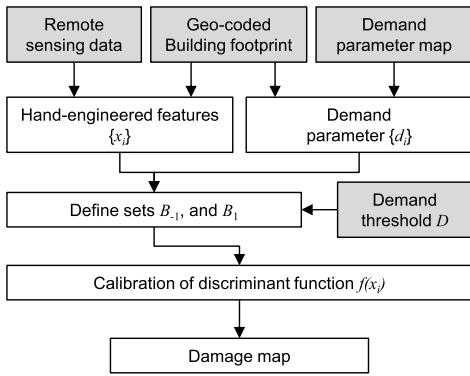 Remote
sensing data
Geo-coded
Building footprint
Demand
parameter map
Hand-engineered features
{xᵢ}
Demand
parameter {dᵢ}
Define sets B₋₁, and B₁
Demand
threshold D
Calibration of discriminant function f(xᵢ)
Damage map